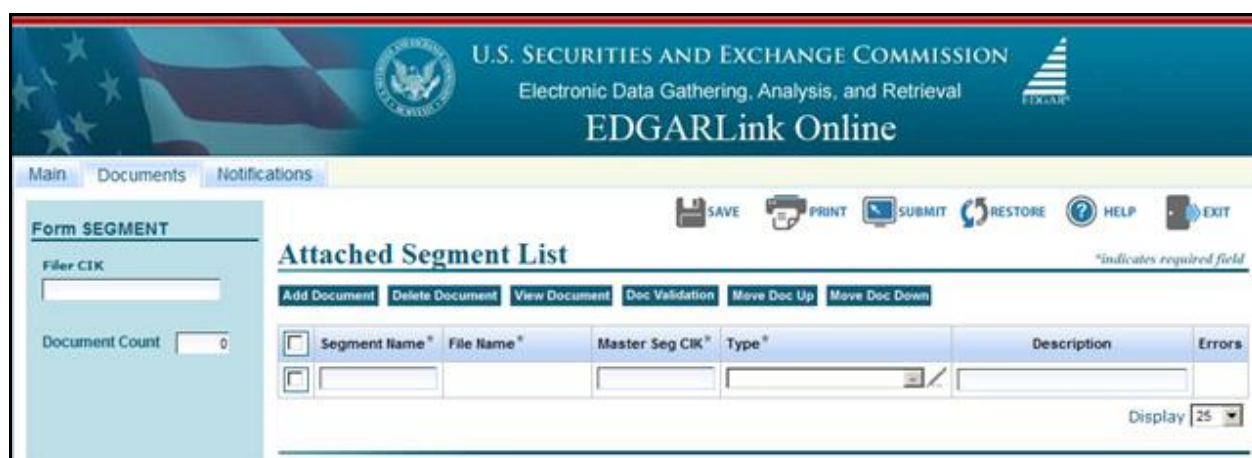 U.S. SECURITIES AND EXCHANGE COMMISSION
Electronic Data Gathering, Analysis, and Retrieval
EDGAR
EDGARLink Online
Main Documents Notifications
SAVE PRINT SUBMIT RESTORE HELP EXIT
Form SEGMENT
Attached Segment List
*indicates required field
Filer CIK
Add Document Delete Document View Document Doc Validation Move Doc Up Move Doc Down
Document Count 0
Segment Name* File Name* Master Seg CIK* Type* Description Errors
Display 25